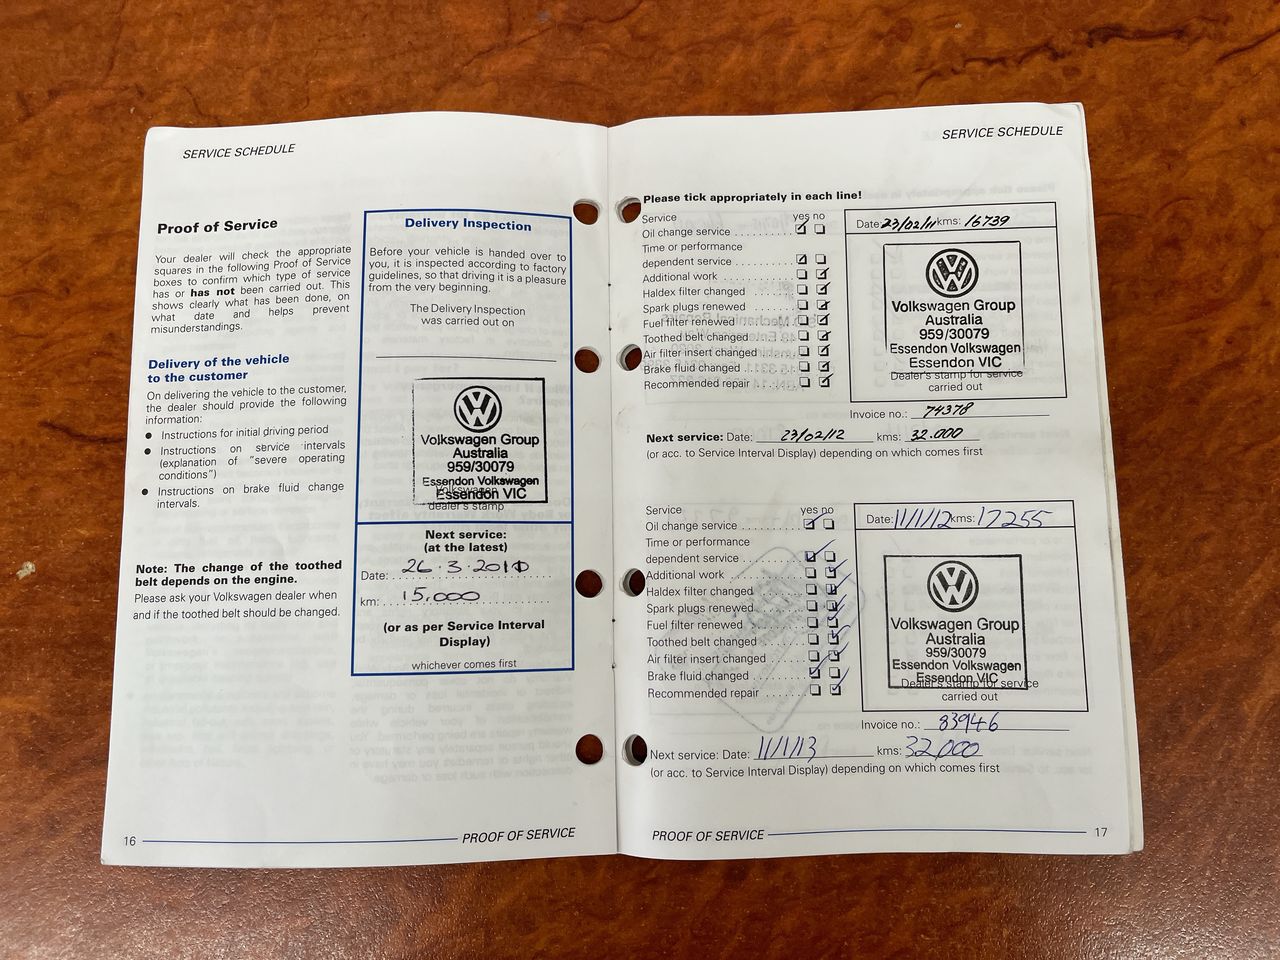 SERVICE SCHEDULE
Proof of Service
Your dealer will check the appropriate
squares in the following Proof of Service
boxes to confirm which type of service
has or has not been carried out. This
shows clearly what has been done, on
what date and helps prevent
misunderstandings.
Delivery of the vehicle
to the customer
On delivering the vehicle to the customer,
the dealer should provide the following
information:
● Instructions for initial driving period
● Instructions on service intervals
(explanation of "severe operating
conditions")
● Instructions on brake fluid change
intervals.
Note: The change of the toothed
belt depends on the engine.
Please ask your Volkswagen dealer when
and if the toothed belt should be changed.
Delivery Inspection
Before your vehicle is handed over to
you, it is inspected according to factory
guidelines, so that driving it is a pleasure
from the very beginning.
The Delivery Inspection
was carried out on
Volkswagen Group
Australia
959/30079
Essendon Volkswagen
Essendon VIC
Volkswagen
dealer's stamp
Next service:
(at the latest)
Date: 26.3.2010
km: 15,000
(or as per Service Interval
Display)
whichever comes first
16 PROOF OF SERVICE
SERVICE SCHEDULE
Please tick appropriately in each line!
Service yes no
Oil change service
Time or performance
dependent service
Additional work
Haldex filter changed
Spark plugs renewed
Fuel filter renewed
Toothed belt changed
Air filter insert changed
Brake fluid changed
Recommended repair
Date: 23/02/11 kms: 16739
Volkswagen Group
Australia
959/30079
Essendon Volkswagen
Essendon VIC
Dealer's stamp for service
carried out
Invoice no.: 74378
Next service: Date: 23/02/12 kms: 32.000
(or acc. to Service Interval Display) depending on which comes first
Service yes no
Oil change service
Time or performance
dependent service
Additional work
Haldex filter changed
Spark plugs renewed
Fuel filter renewed
Toothed belt changed
Air filter insert changed
Brake fluid changed
Recommended repair
Date: 11/1/12 kms: 17255
Volkswagen Group
Australia
959/30079
Essendon Volkswagen
Essendon VIC
Dealer's stamp for service
carried out
Invoice no.: 83946
Next service: Date: 11/1/13 kms: 32,000
(or acc. to Service Interval Display) depending on which comes first
PROOF OF SERVICE 17